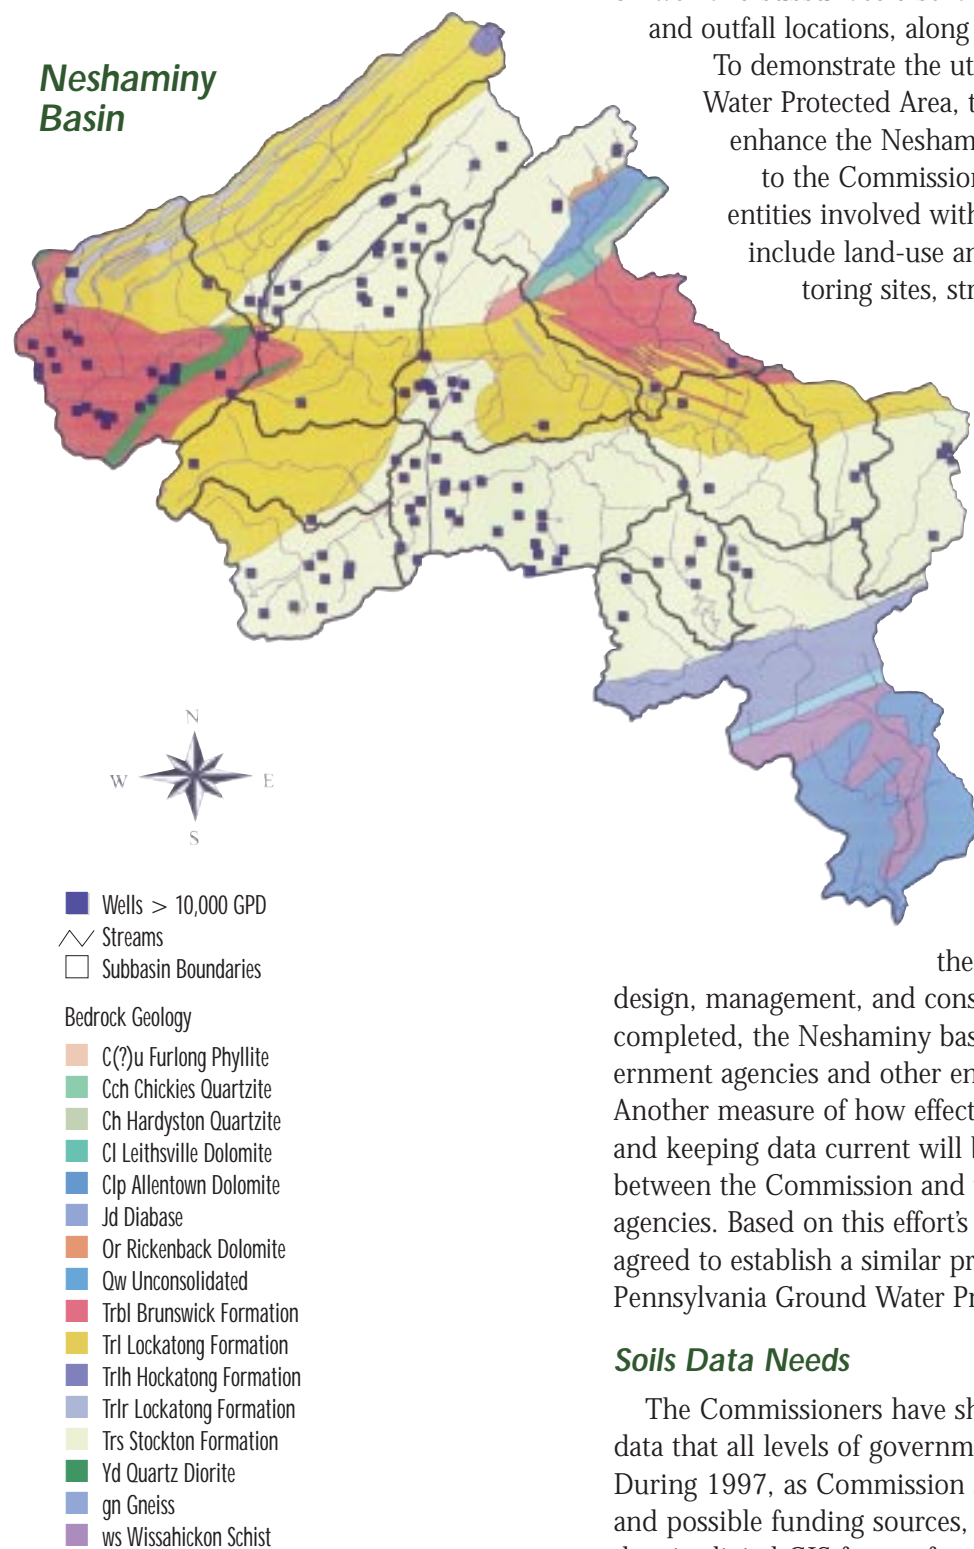 Neshaminy
Basin
and outfall locations, along
To demonstrate the ut
Water Protected Area, t
enhance the Nesham
to the Commission
entities involved with
include land-use an
toring sites, str
N
W
E
S
Wells > 10,000 GPD
Streams
Subbasin Boundaries
Bedrock Geology
C(?)u Furlong Phyllite
Cch Chickies Quartzite
Ch Hardyston Quartzite
Cl Leithsville Dolomite
Clp Allentown Dolomite
Jd Diabase
Or Rickenback Dolomite
Qw Unconsolidated
Trbl Brunswick Formation
Trl Lockatong Formation
Trlh Hockatong Formation
Trlr Lockatong Formation
Trs Stockton Formation
Yd Quartz Diorite
gn Gneiss
ws Wissahickon Schist
the
design, management, and cons
completed, the Neshaminy bas
ernment agencies and other en
Another measure of how effect
and keeping data current will b
between the Commission and
agencies. Based on this effort's
agreed to establish a similar pr
Pennsylvania Ground Water Pr
Soils Data Needs
The Commissioners have sh
data that all levels of governm
During 1997, as Commission
and possible funding sources,